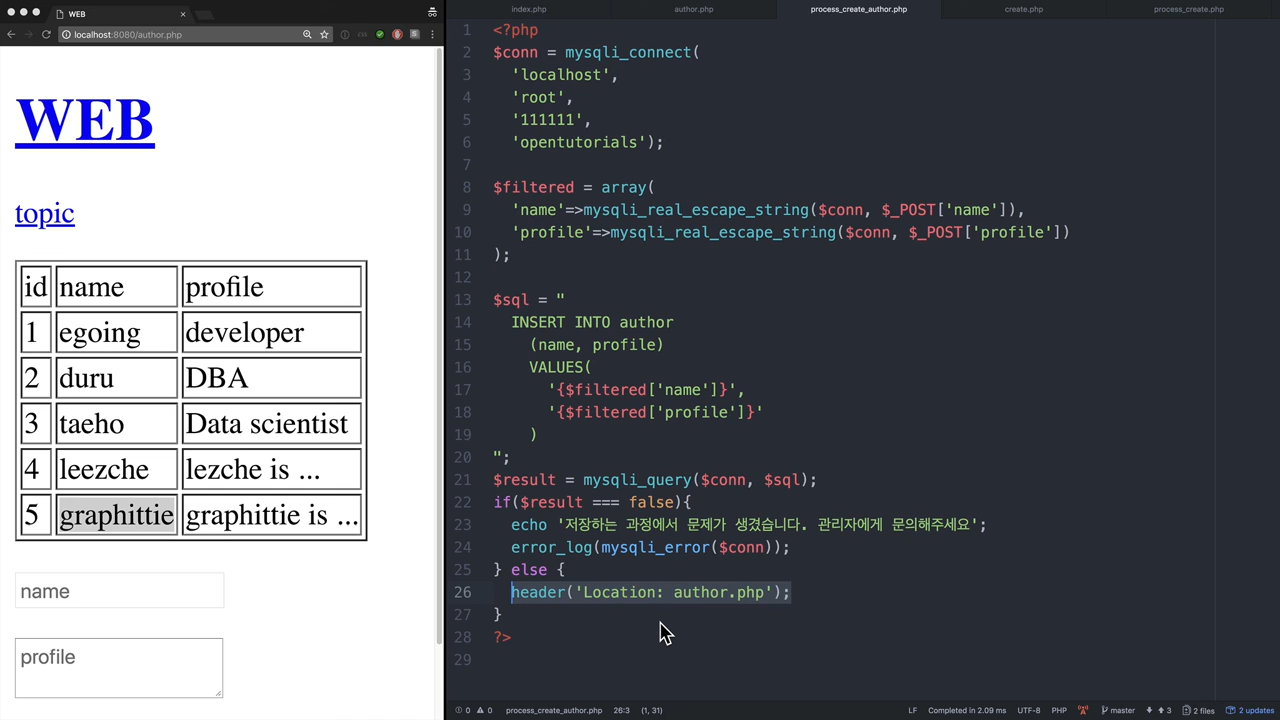 WEB
localhost:8080/author.php
WEB
topic
id name profile
1 egoing developer
2 duru DBA
3 taeho Data scientist
4 leezche lezche is ...
5 graphittie graphittie is ...
name
profile
index.php author.php process_create_author.php create.php process_create.php
1 <?php
2 $conn = mysqli_connect(
3   'localhost',
4   'root',
5   '111111',
6   'opentutorials');
7
8 $filtered = array(
9   'name'=>mysqli_real_escape_string($conn, $_POST['name']),
10   'profile'=>mysqli_real_escape_string($conn, $_POST['profile'])
11 );
12
13 $sql = "
14   INSERT INTO author
15     (name, profile)
16     VALUES(
17       '{$filtered['name']}',
18       '{$filtered['profile']}'
19     )
20 ";
21 $result = mysqli_query($conn, $sql);
22 if($result === false){
23   echo '저장하는 과정에서 문제가 생겼습니다. 관리자에게 문의해주세요';
24   error_log(mysqli_error($conn));
25 } else {
26   header('Location: author.php');
27 }
28 ?>
29
0 0 process_create_author.php 26:3 (1, 31) LF Completed in 2.09 ms UTF-8 PHP master 3 2 files 2 updates